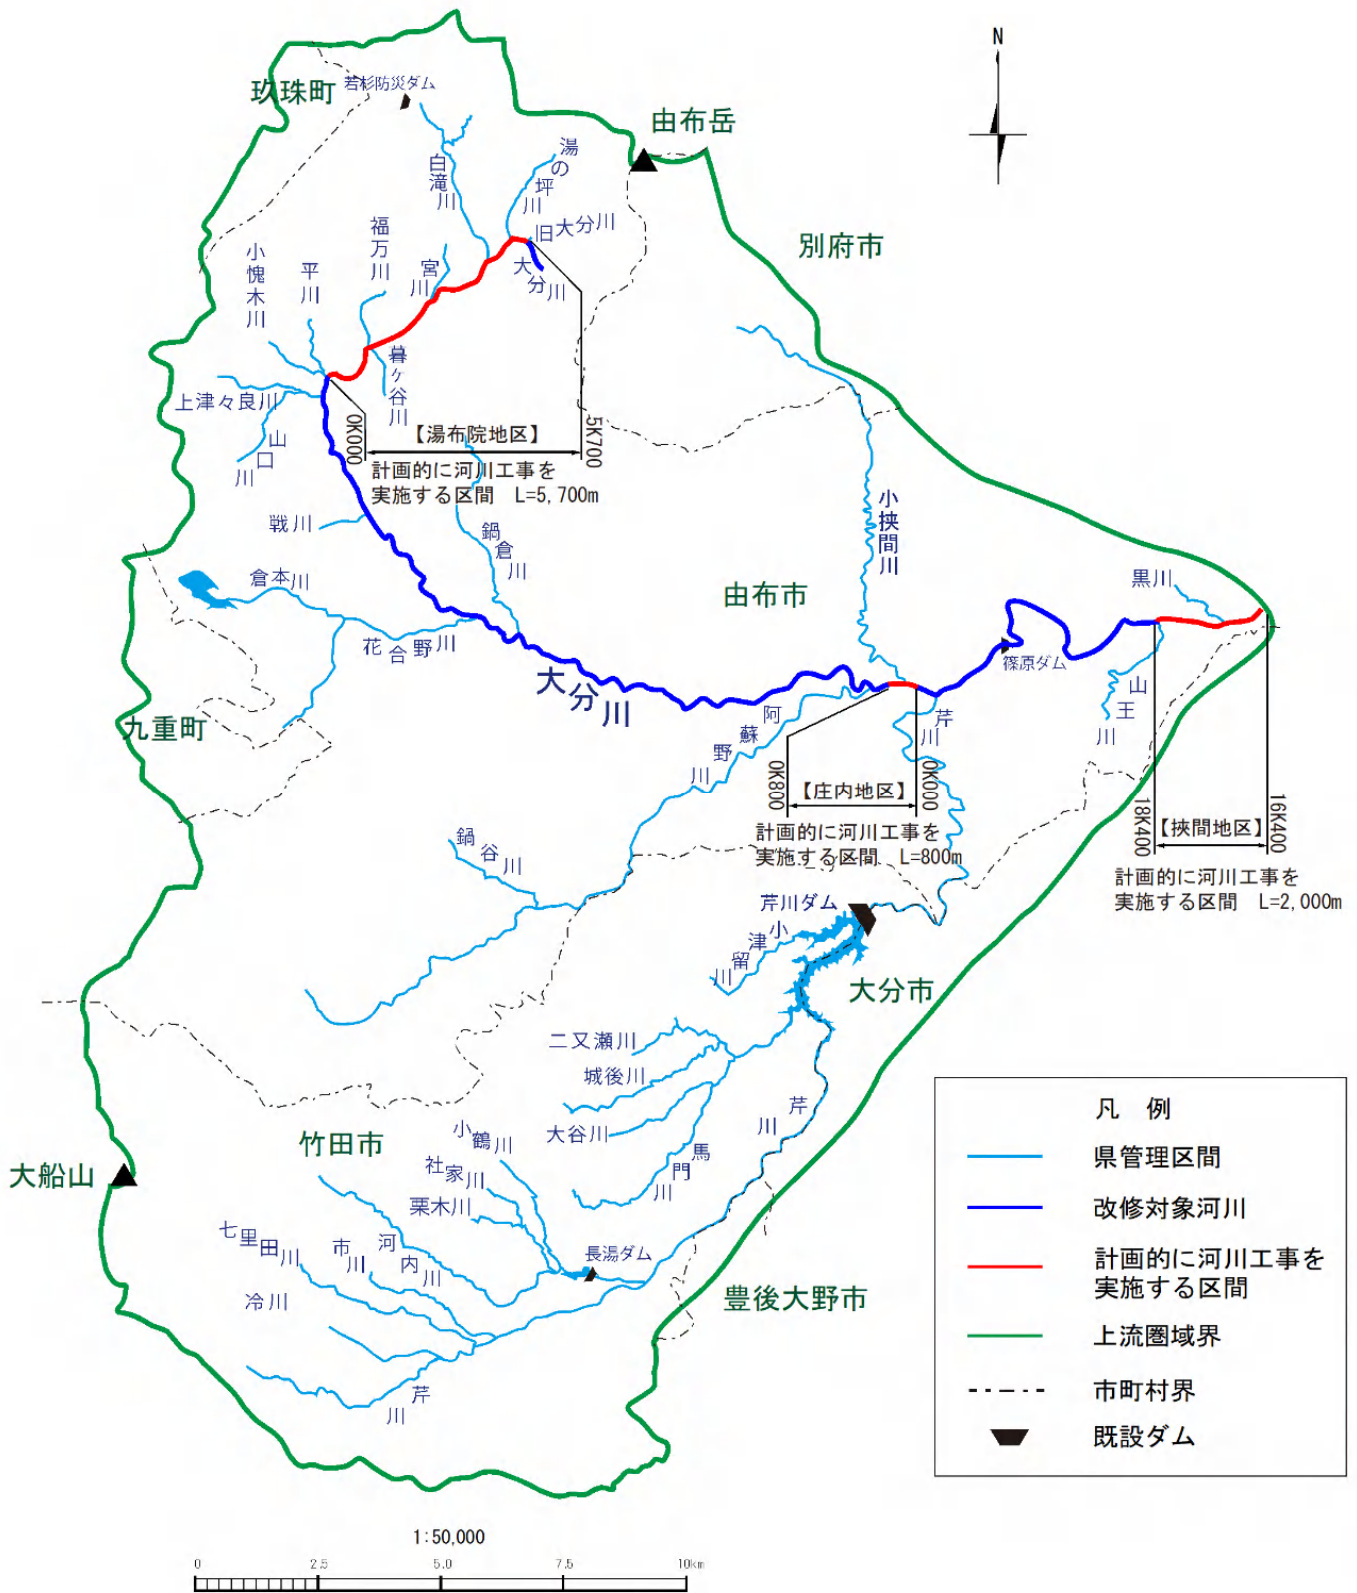 N
玖珠町
若杉防災ダム
由布岳
白滝川
湯の坪川
旧大分川
大分川
別府市
福万川
宮川
小愧木川
平川
暮ヶ谷川
上津々良川
山口川
0K000
【湯布院地区】
5K700
計画的に河川工事を
実施する区間 L=5,700m
戦川
鍋倉川
小挾間川
倉本川
花合野川
由布市
黒川
篠原ダム
大分川
山王川
九重町
阿蘇野川
芹川
0K800
【庄内地区】
0K000
計画的に河川工事を
実施する区間 L=800m
18K400
【挾間地区】
16K400
計画的に河川工事を
実施する区間 L=2,000m
鍋谷川
芹川ダム
小津留川
大分市
二又瀬川
城後川
大谷川
馬門川
芹川
竹田市
小鶴川
社家川
栗木川
大船山
七里田川
市川
河内川
長湯ダム
冷川
豊後大野市
芹川
凡 例
県管理区間
改修対象河川
計画的に河川工事を
実施する区間
上流圏域界
市町村界
既設ダム
1:50,000
0 2.5 5.0 7.5 10km